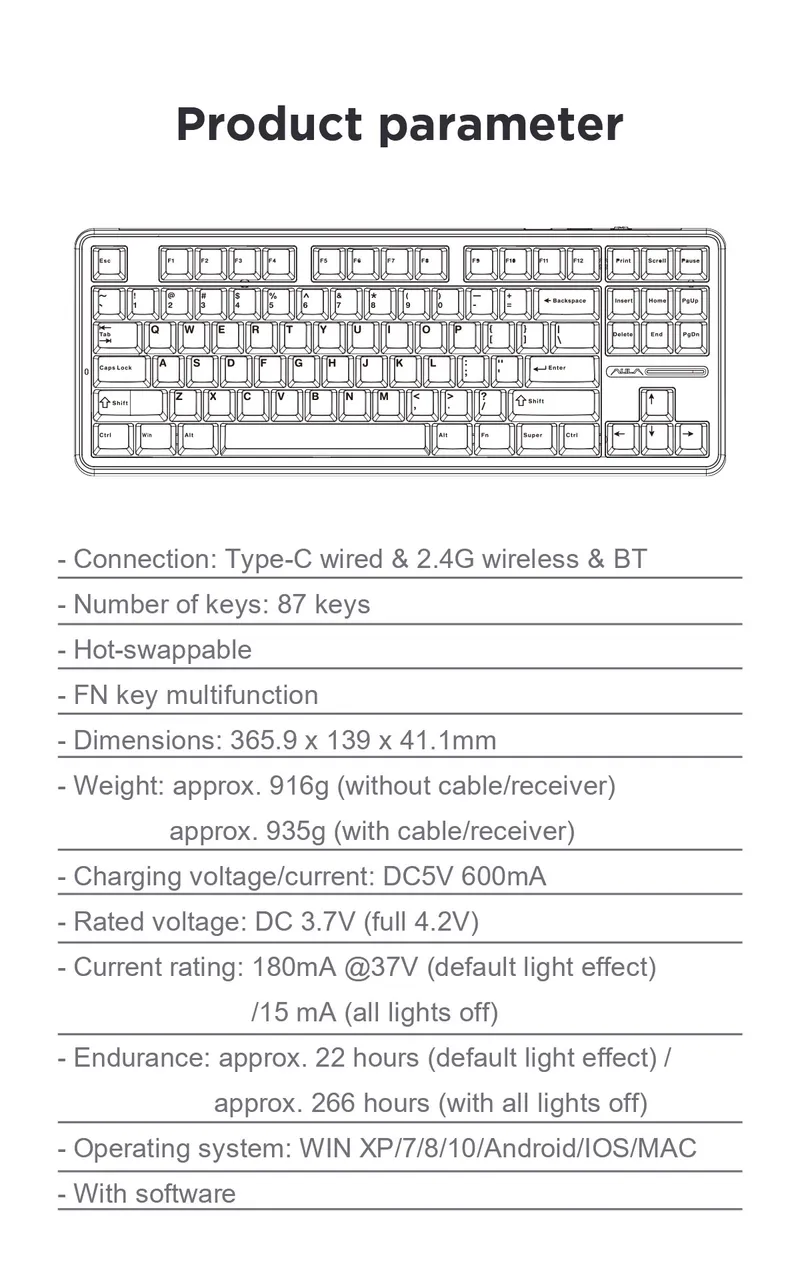 Product parameter
Esc F1 F2 F3 F4 F5 F6 F7 F8 F9 F10 F11 F12 Print Scroll Pause
~ ! @ # $ % ^ & * ( ) — + ← Backspace Insert Home PgUp
` 1 2 3 4 5 6 7 8 9 0 - =
Tab Q W E R T Y U I O P { } | Delete End PgDn
[ ] \
Caps Lock A S D F G H J K L : " Enter AULA
; '
Shift Z X C V B N M < > ? Shift ↑
, . /
Ctrl Win Alt Alt Fn Super Ctrl ← ↓ →
- Connection: Type-C wired & 2.4G wireless & BT
- Number of keys: 87 keys
- Hot-swappable
- FN key multifunction
- Dimensions: 365.9 x 139 x 41.1mm
- Weight: approx. 916g (without cable/receiver)
approx. 935g (with cable/receiver)
- Charging voltage/current: DC5V 600mA
- Rated voltage: DC 3.7V (full 4.2V)
- Current rating: 180mA @37V (default light effect)
/15 mA (all lights off)
- Endurance: approx. 22 hours (default light effect) /
approx. 266 hours (with all lights off)
- Operating system: WIN XP/7/8/10/Android/IOS/MAC
- With software